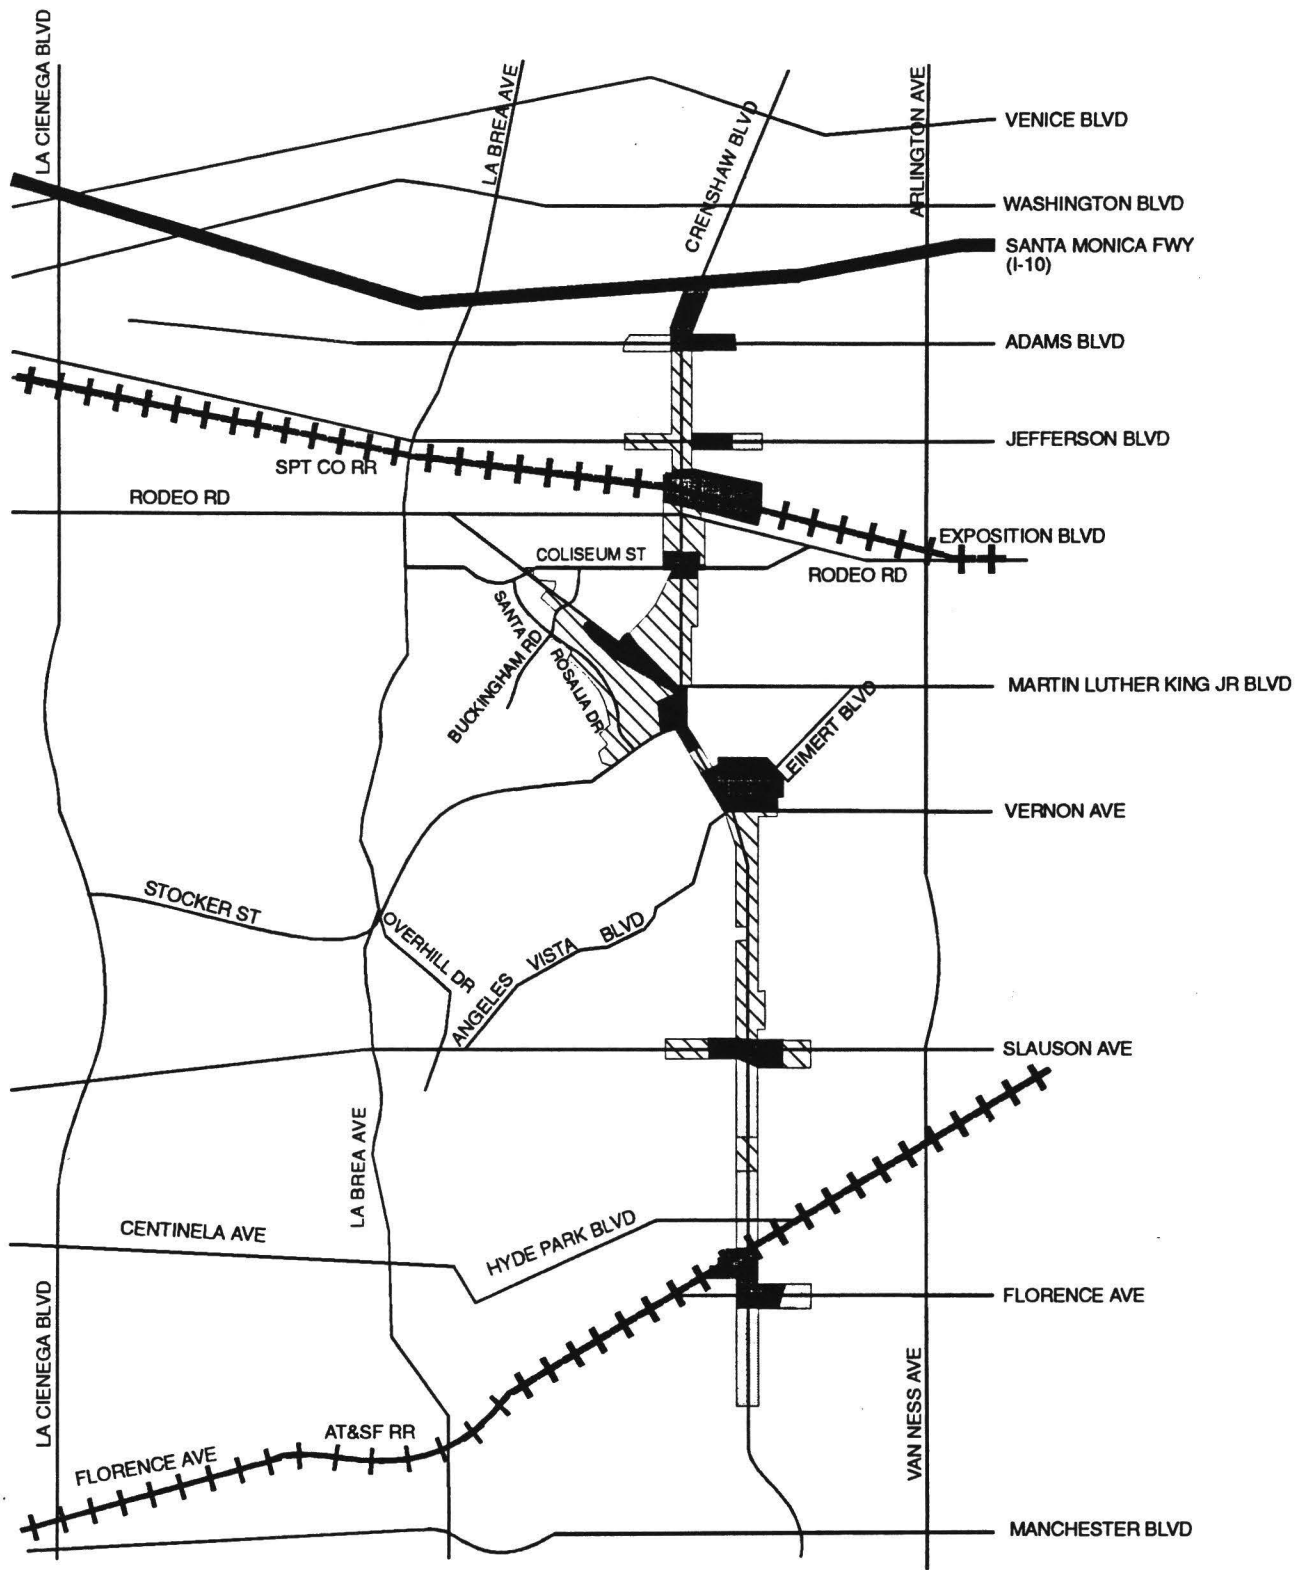 LA CIENEGA BLVD
LA BREA AVE
CRENSHAW BLVD
ARLINGTON AVE
VENICE BLVD
WASHINGTON BLVD
SANTA MONICA FWY
(I-10)
ADAMS BLVD
JEFFERSON BLVD
SPT CO RR
RODEO RD
EXPOSITION BLVD
COLISEUM ST
RODEO RD
SANTA
ROSALIA DR
BUCKINGHAM RD
MARTIN LUTHER KING JR BLVD
LEIMERT BLVD
VERNON AVE
STOCKER ST
OVERHILL DR
ANGELES VISTA BLVD
SLAUSON AVE
LA BREA AVE
CENTINELA AVE
HYDE PARK BLVD
FLORENCE AVE
LA CIENEGA BLVD
VAN NESS AVE
AT&SF RR
FLORENCE AVE
MANCHESTER BLVD